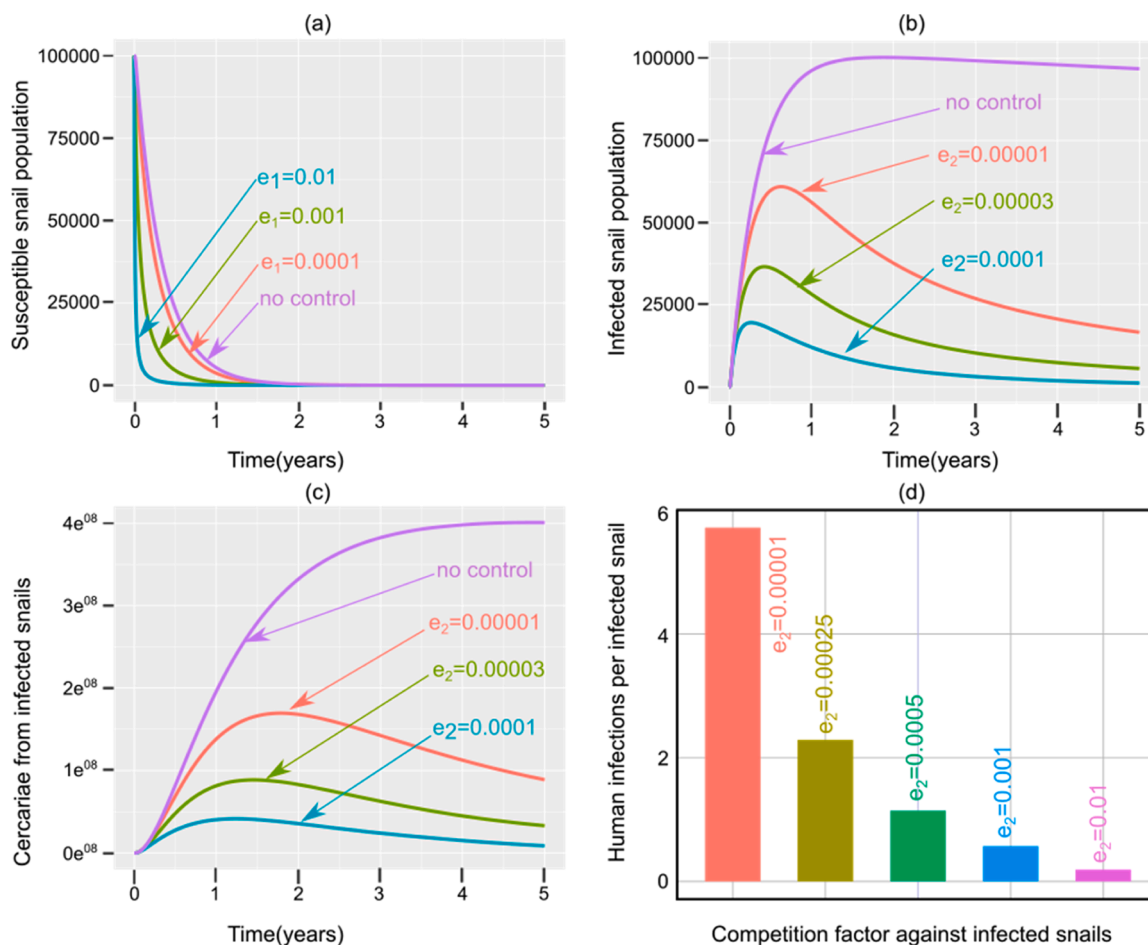 (a)
Susceptible snail population
100000
75000
50000
25000
0
e₁=0.01
e₁=0.001
e₁=0.0001
no control
0 1 2 3 4 5
Time(years)
(b)
Infected snail population
100000
75000
50000
25000
0
no control
e₂=0.00001
e₂=0.00003
e2=0.0001
0 1 2 3 4 5
Time(years)
(c)
Cercariae from infected snails
4e⁰⁸
3e⁰⁸
2e⁰⁸
1e⁰⁸
0e⁰⁸
no control
e₂=0.00001
e₂=0.00003
e2=0.0001
0 1 2 3 4 5
Time(years)
(d)
Human infections per infected snail
6
4
2
0
e₂=0.00001
e₂=0.00025
e₂=0.0005
e₂=0.001
e₂=0.01
Competition factor against infected snails